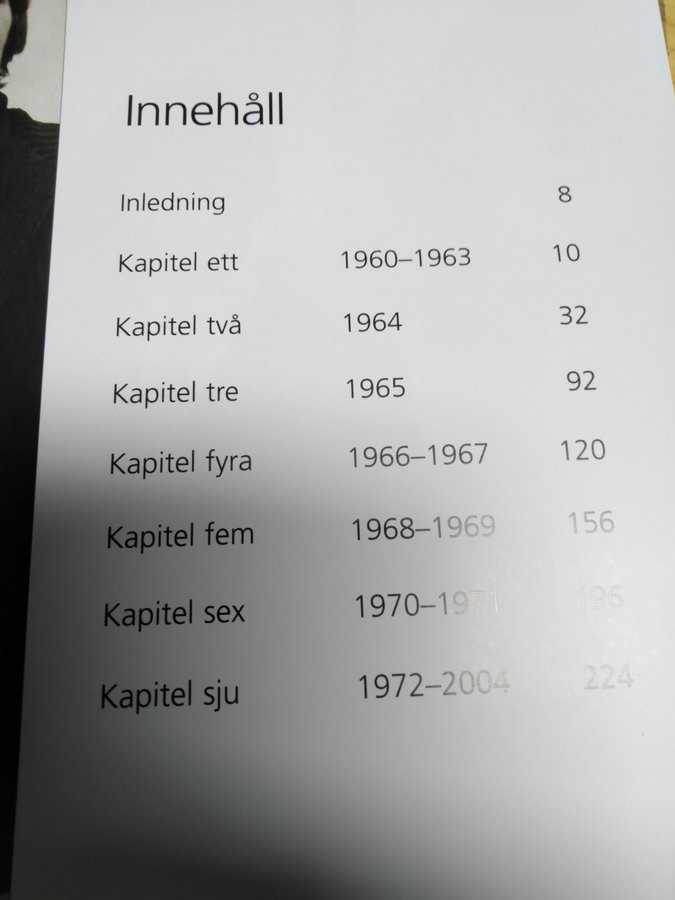 Innehåll
Inledning 8
Kapitel ett 1960–1963 10
Kapitel två 1964 32
Kapitel tre 1965 92
Kapitel fyra 1966–1967 120
Kapitel fem 1968–1969 156
Kapitel sex 1970–1971 196
Kapitel sju 1972–2004 224